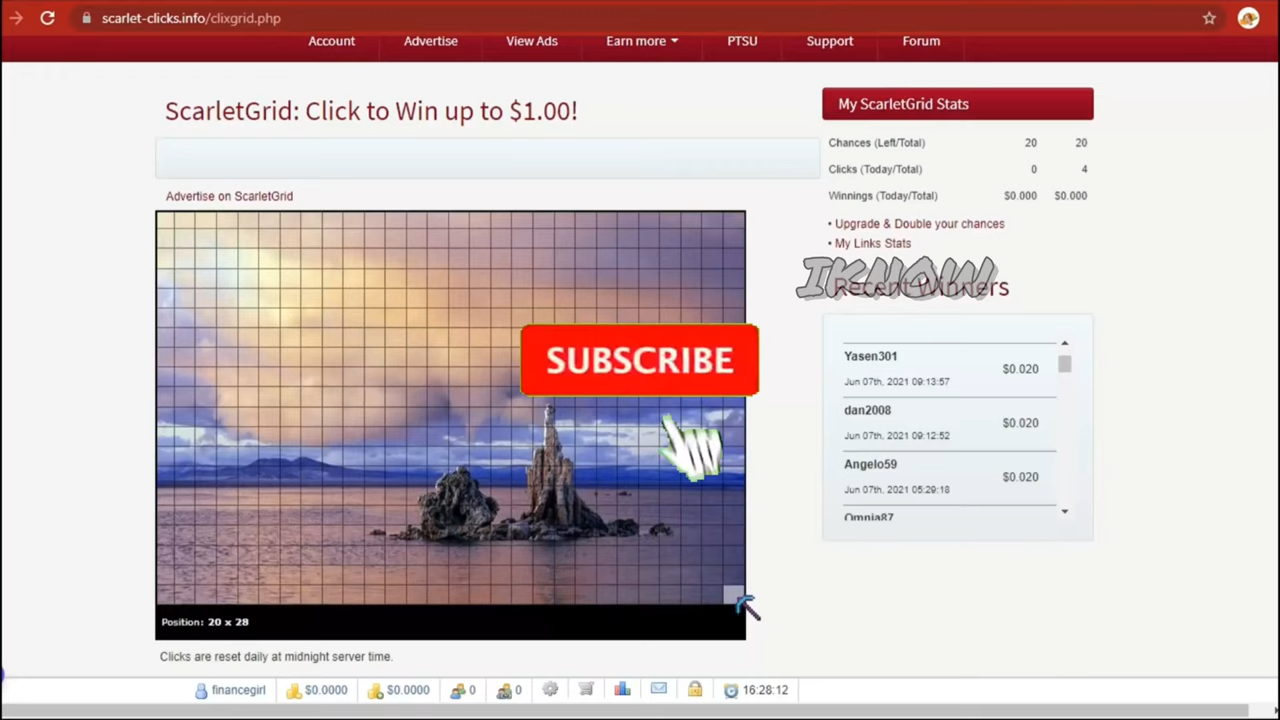 scarlet-clicks.info/clixgrid.php
Account Advertise View Ads Earn more PTSU Support Forum
ScarletGrid: Click to Win up to $1.00!
Advertise on ScarletGrid
Position: 20 x 28
Clicks are reset daily at midnight server time.
My ScarletGrid Stats
Chances (Left/Total) 20 20
Clicks (Today/Total) 0 4
Winnings (Today/Total) $0.000 $0.000
• Upgrade & Double your chances
• My Links Stats
IKNOW
Recent Winners
Yasen301
$0.020
Jun 07th, 2021 09:13:57
dan2008
$0.020
Jun 07th, 2021 09:12:52
Angelo59
$0.020
Jun 07th, 2021 05:29:18
Omnia87
SUBSCRIBE
financegirl $0.0000 $0.0000 0 0 16:28:12